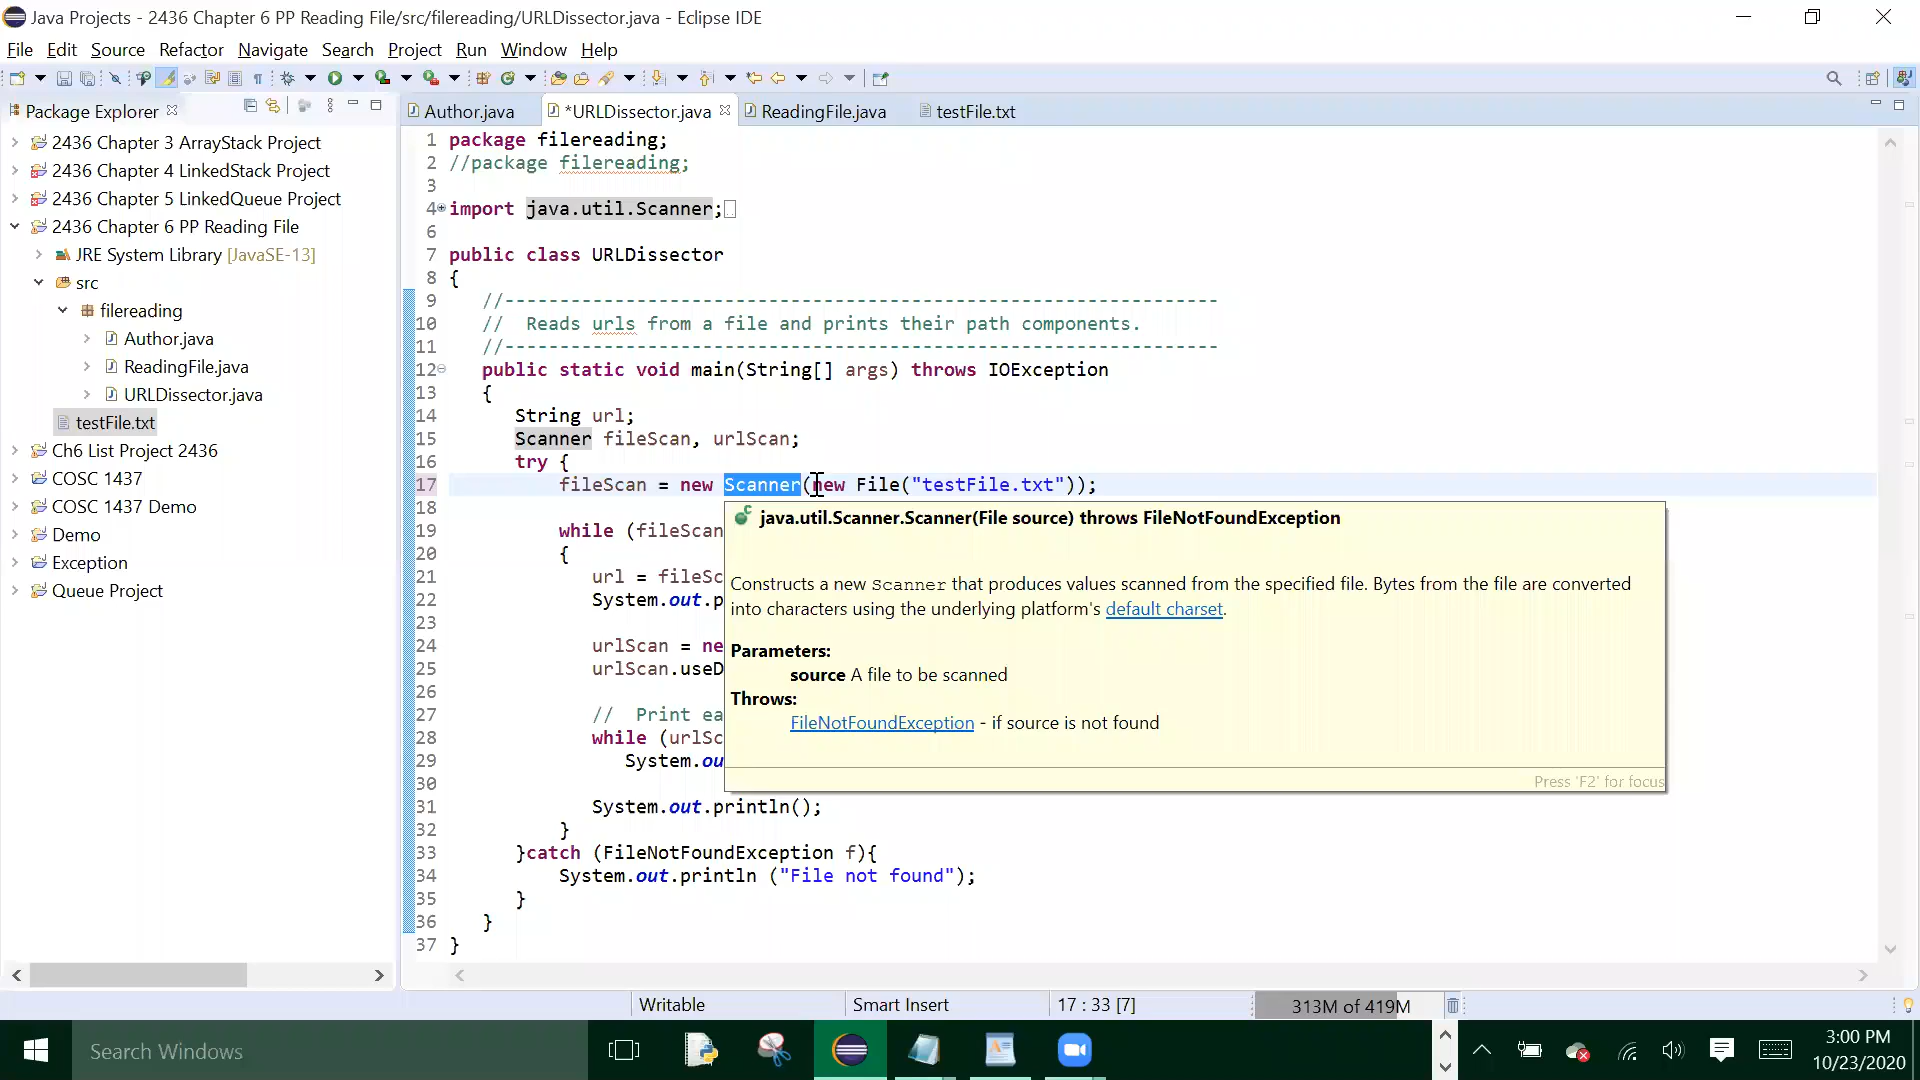 Java Projects - 2436 Chapter 6 PP Reading File/src/filereading/URLDissector.java - Eclipse IDE
File Edit Source Refactor Navigate Search Project Run Window Help
Package Explorer
2436 Chapter 3 ArrayStack Project
2436 Chapter 4 LinkedStack Project
2436 Chapter 5 LinkedQueue Project
2436 Chapter 6 PP Reading File
JRE System Library [JavaSE-13]
src
filereading
Author.java
ReadingFile.java
URLDissector.java
testFile.txt
Ch6 List Project 2436
COSC 1437
COSC 1437 Demo
Demo
Exception
Queue Project
Author.java *URLDissector.java ReadingFile.java testFile.txt
1 package filereading;
2 //package filereading;
3
4 import java.util.Scanner;
6
7 public class URLDissector
8 {
9 //-----------------------------------------------------------------
10 // Reads urls from a file and prints their path components.
11 //-----------------------------------------------------------------
12 public static void main(String[] args) throws IOException
13 {
14 String url;
15 Scanner fileScan, urlScan;
16 try {
17 fileScan = new Scanner(new File("testFile.txt"));
18
19 while (fileScan
20 {
21 url = fileSc
22 System.out.p
23
24 urlScan = ne
25 urlScan.useD
26
27 // Print ea
28 while (urlSc
29 System.ou
30
31 System.out.println();
32 }
33 }catch (FileNotFoundException f){
34 System.out.println ("File not found");
35 }
36 }
37 }
java.util.Scanner.Scanner(File source) throws FileNotFoundException
Constructs a new Scanner that produces values scanned from the specified file. Bytes from the file are converted
into characters using the underlying platform's default charset.
Parameters:
source A file to be scanned
Throws:
FileNotFoundException - if source is not found
Press 'F2' for focus
Writable Smart Insert 17 : 33 [7] 313M of 419M
Search Windows
3:00 PM
10/23/2020